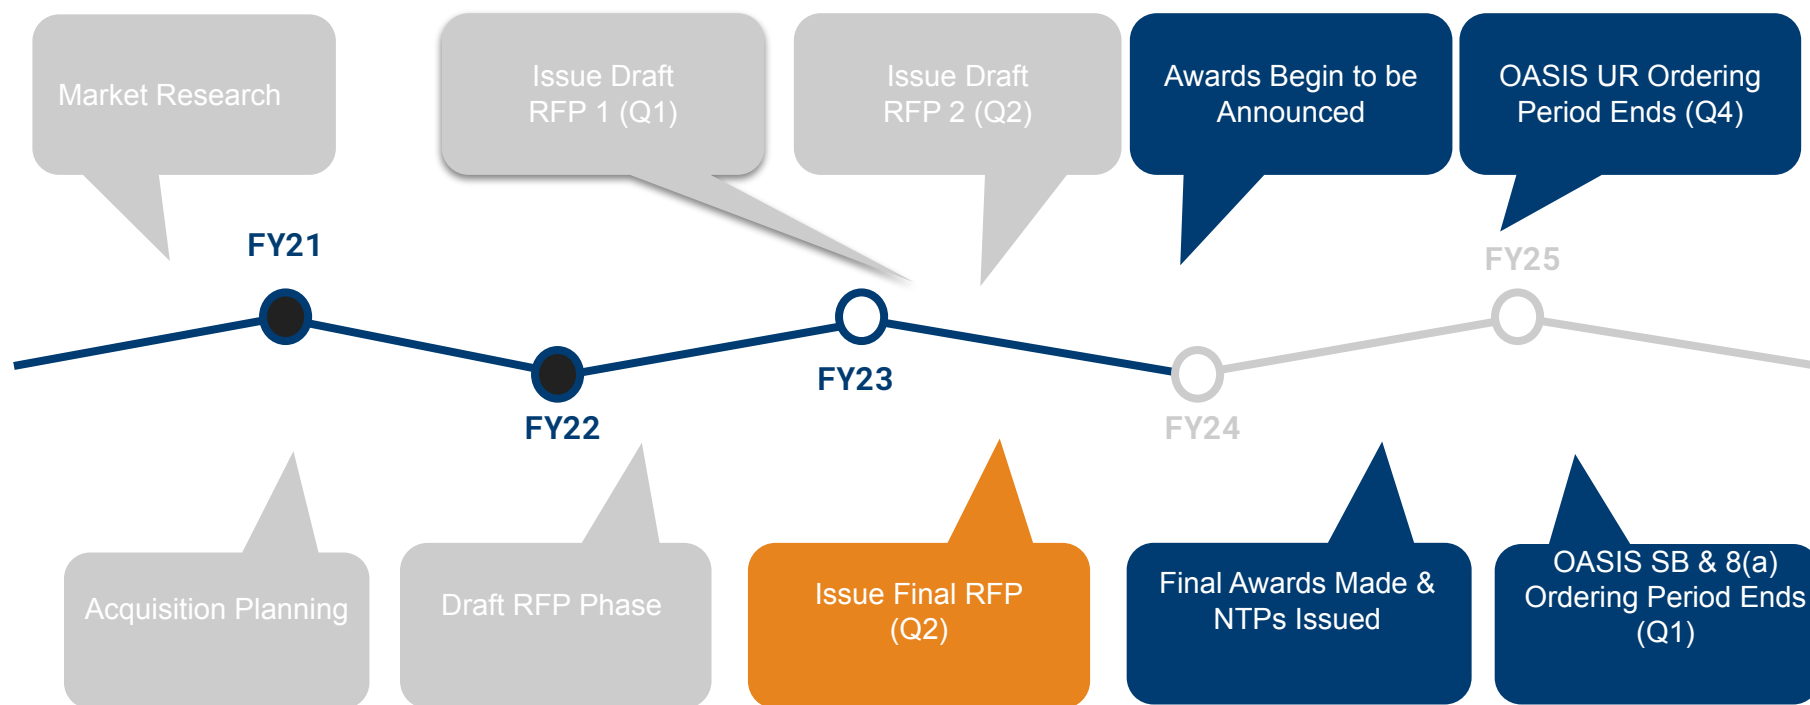 Market Research
Issue Draft
RFP 1 (Q1)
Issue Draft
RFP 2 (Q2)
Awards Begin to be
Announced
OASIS UR Ordering
Period Ends (Q4)
FY21
FY22
FY23
FY24
FY25
Acquisition Planning
Draft RFP Phase
Issue Final RFP
(Q2)
Final Awards Made &
NTPs Issued
OASIS SB & 8(a)
Ordering Period Ends
(Q1)